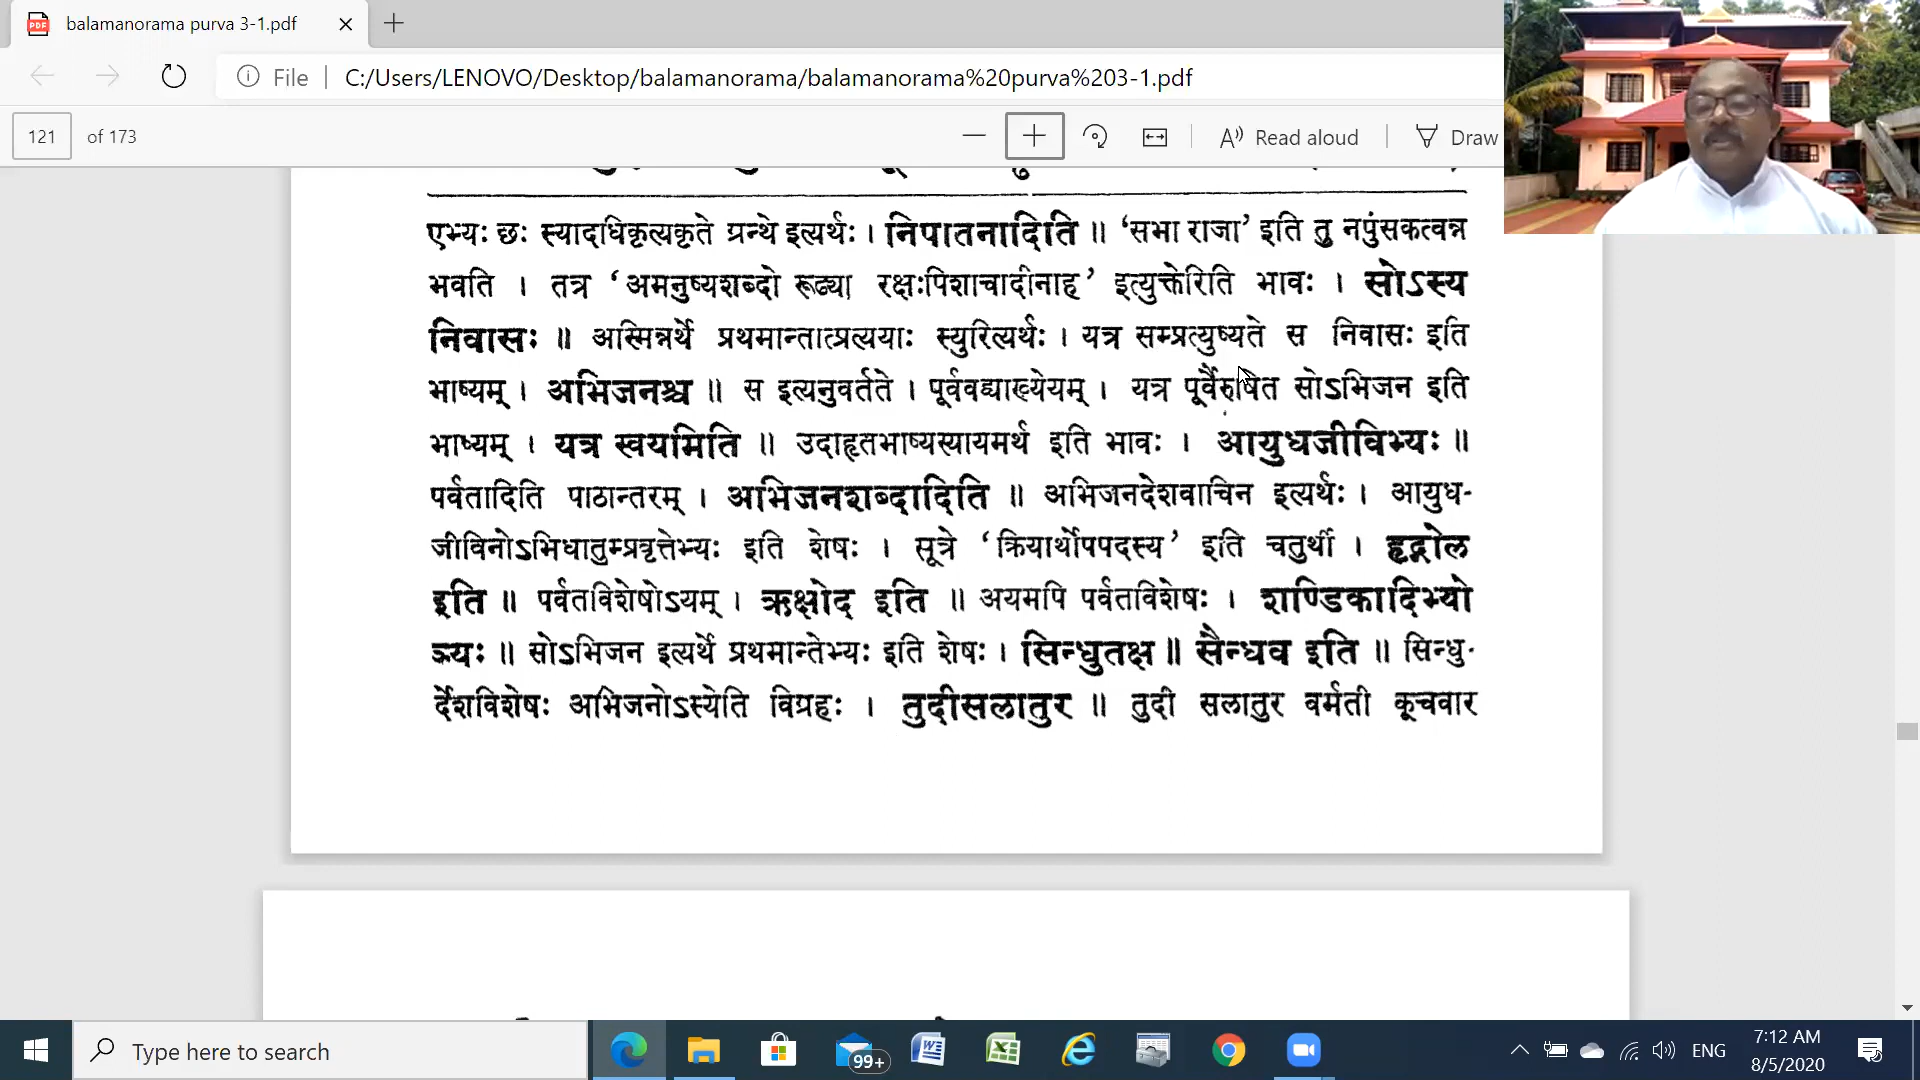 balamanorama purva 3-1.pdf
File | C:/Users/LENOVO/Desktop/balamanorama/balamanorama%20purva%203-1.pdf
121 of 173
Read aloud
Draw
एभ्यः छः स्यादधिकृत्यकृते ग्रन्थे इत्यर्थः । निपातनादिति ॥ ‘सभा राजा’ इति तु नपुंसकत्वन्न
भवति । तत्र ‘अमनुष्यशब्दो रूढ्या रक्षःपिशाचादीनाह’ इत्युक्तेरिति भावः । सोऽस्य
निवासः ॥ अस्मिन्नर्थे प्रथमान्तात्प्रत्ययाः स्युरित्यर्थः । यत्र सम्प्रत्युष्यते स निवासः इति
भाष्यम् । अभिजनश्च ॥ स इत्यनुवर्तते । पूर्ववद्याख्येयम् । यत्र पूर्वैरुषित सोऽभिजन इति
भाष्यम् । यत्र स्वयमिति ॥ उदाहृतभाष्यस्यायमर्थ इति भावः । आयुधजीविभ्यः ॥
पर्वतादिति पाठान्तरम् । अभिजनशब्दादिति ॥ अभिजनदेशवाचिन इत्यर्थः । आयुध-
जीविनोऽभिधातुम्प्रवृत्तेभ्यः इति शेषः । सूत्रे ‘क्रियार्थोपपदस्य’ इति चतुर्थी । हृद्गोल
इति ॥ पर्वतविशेषोऽयम् । ऋक्षोद इति ॥ अयमपि पर्वतविशेषः । शाण्डिकादिभ्यो
ञ्यः ॥ सोऽभिजन इत्यर्थे प्रथमान्तेभ्यः इति शेषः । सिन्धुतक्ष ॥ सैन्धव इति ॥ सिन्धु-
र्देशविशेषः अभिजनोऽस्येति विग्रहः । तुदीसलातुर ॥ तुदी सलातुर वर्मती कूचवार
Type here to search
99+
ENG
7:12 AM
8/5/2020